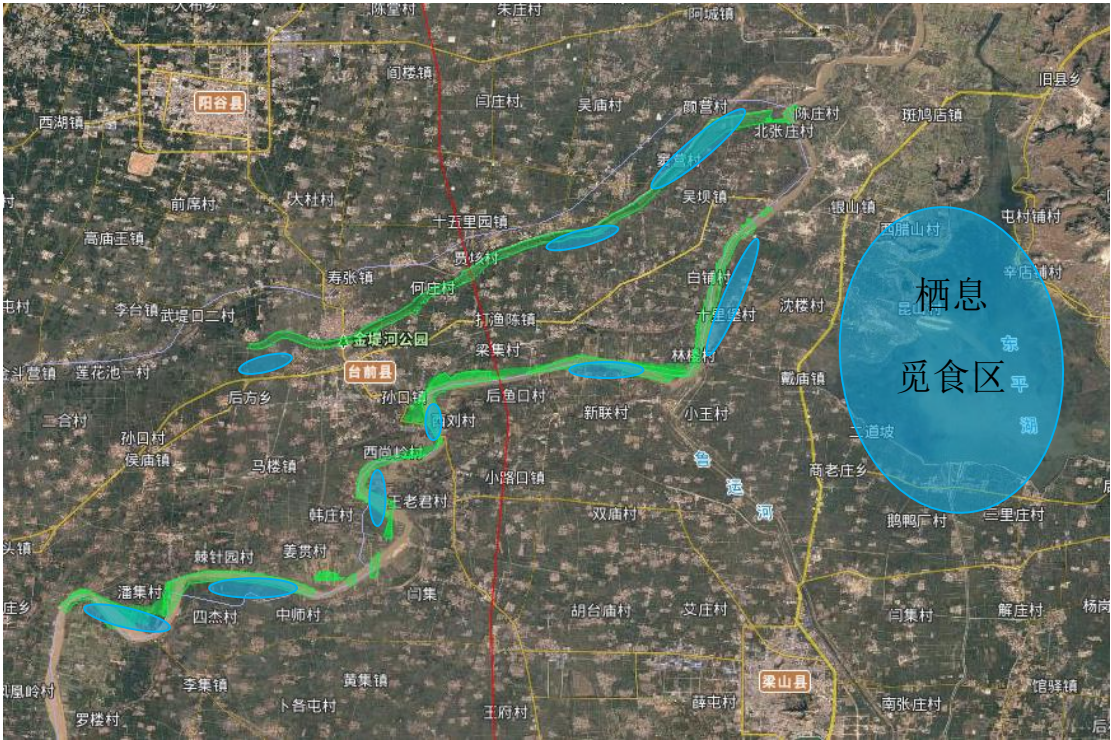 陈堂村
朱庄村
阿城镇
阎楼镇
旧县乡
阳谷县
闫庄村
吴庙村
颜营村
陈庄村
斑鸠店镇
西湖镇
北张庄村
前席村
大杜村
吴坝镇
银山镇
屯村铺村
高庙王镇
十五里园镇
西腊山村
贾垓村
白铺村
寿张镇
何庄村
栖息
李台镇
武堤口二村
打渔陈镇
十里堡村
沈楼村
昆山村
金堤河公园
东
梁集村
林楼村
金斗营镇
莲花池一村
台前县
戴庙镇
觅食区
平
后方乡
孙口镇
后鱼口村
新联村
小王村
二合村
湖
孙口村
侯庙镇
西尚岭村
二道坡
马楼镇
鲁
商老庄乡
小路口镇
运
王老君村
河
韩庄村
双庙村
鹅鸭厂村
三里庄村
棘针园村
姜贯村
潘集村
闫集
四杰村
中师村
胡台庙村
艾庄村
闫集村
解庄村
李集镇
黄集镇
梁山县
馆驿镇
卜各屯村
薛屯村
南张庄村
罗楼村
王府村